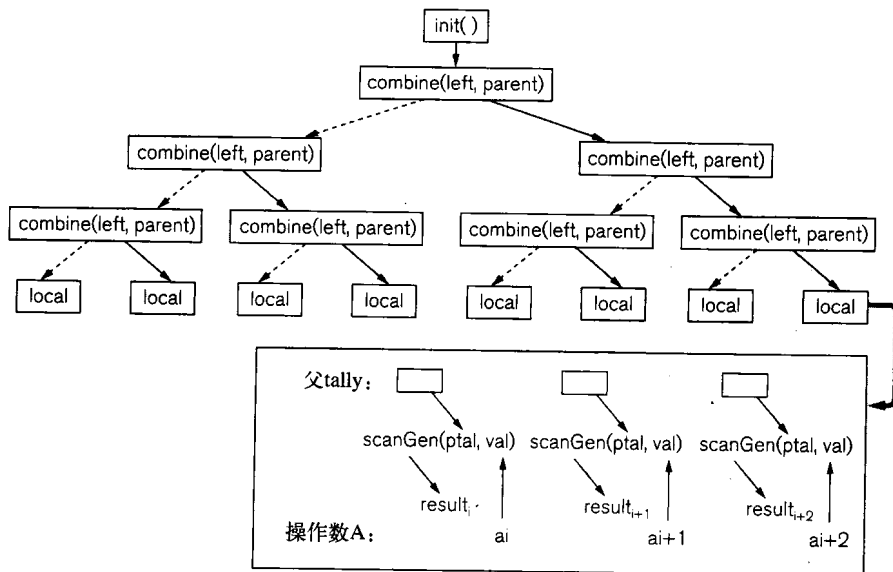 init( )
combine(left, parent)
combine(left, parent) combine(left, parent)
combine(left, parent) combine(left, parent) combine(left, parent) combine(left, parent)
local local local local local local local local
父tally：
scanGen(ptal, val) scanGen(ptal, val) scanGen(ptal, val)
resultᵢ resultᵢ₊₁ resultᵢ₊₂
操作数A： ai ai+1 ai+2